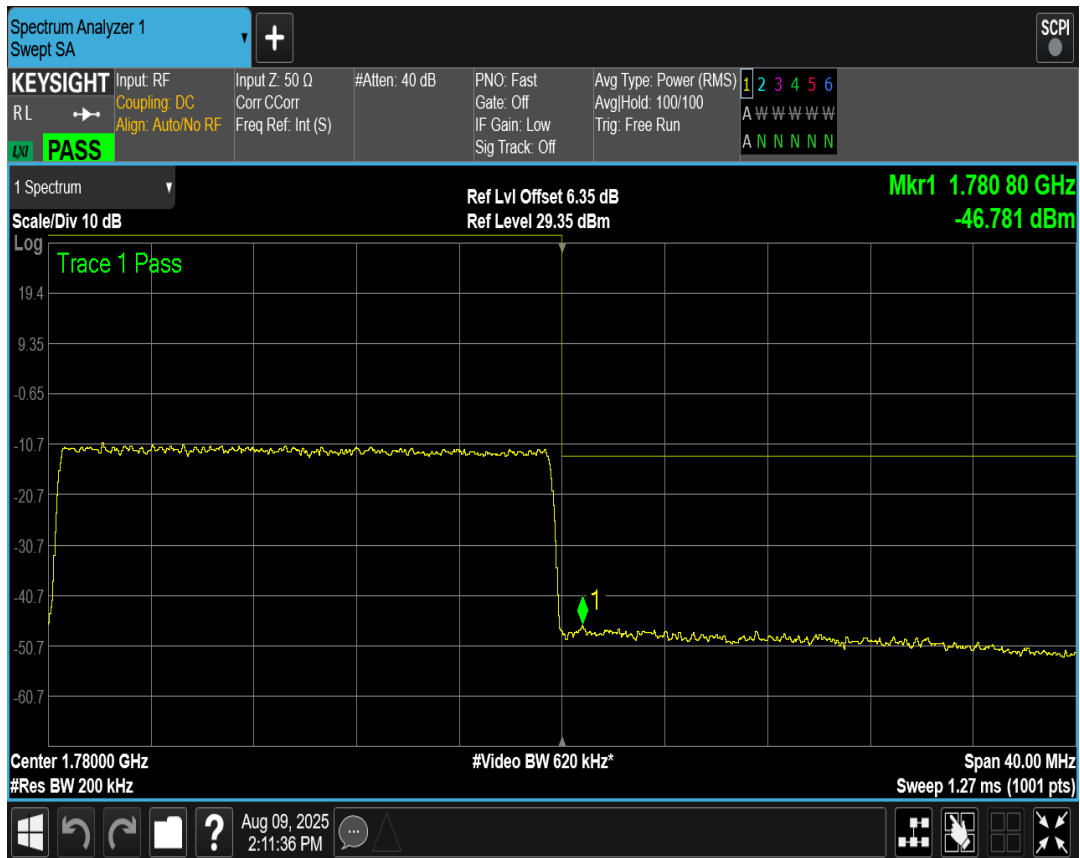 Spectrum Analyzer 1
Swept SA
+
SCPI
KEYSIGHT
RL
LXI
PASS
Input: RF
Coupling: DC
Align: Auto/No RF
Input Z: 50 Ω
Corr CCorr
Freq Ref: Int (S)
#Atten: 40 dB
PNO: Fast
Gate: Off
IF Gain: Low
Sig Track: Off
Avg Type: Power (RMS)
Avg|Hold: 100/100
Trig: Free Run
1 2 3 4 5 6
A W W W W W
A N N N N N
1 Spectrum
Scale/Div 10 dB
Ref Lvl Offset 6.35 dB
Ref Level 29.35 dBm
Mkr1 1.780 80 GHz
-46.781 dBm
Log
Trace 1 Pass
19.4
9.35
-0.65
-10.7
-20.7
-30.7
-40.7
1
-50.7
-60.7
Center 1.78000 GHz
#Res BW 200 kHz
#Video BW 620 kHz*
Span 40.00 MHz
Sweep 1.27 ms (1001 pts)
?
Aug 09, 2025
2:11:36 PM